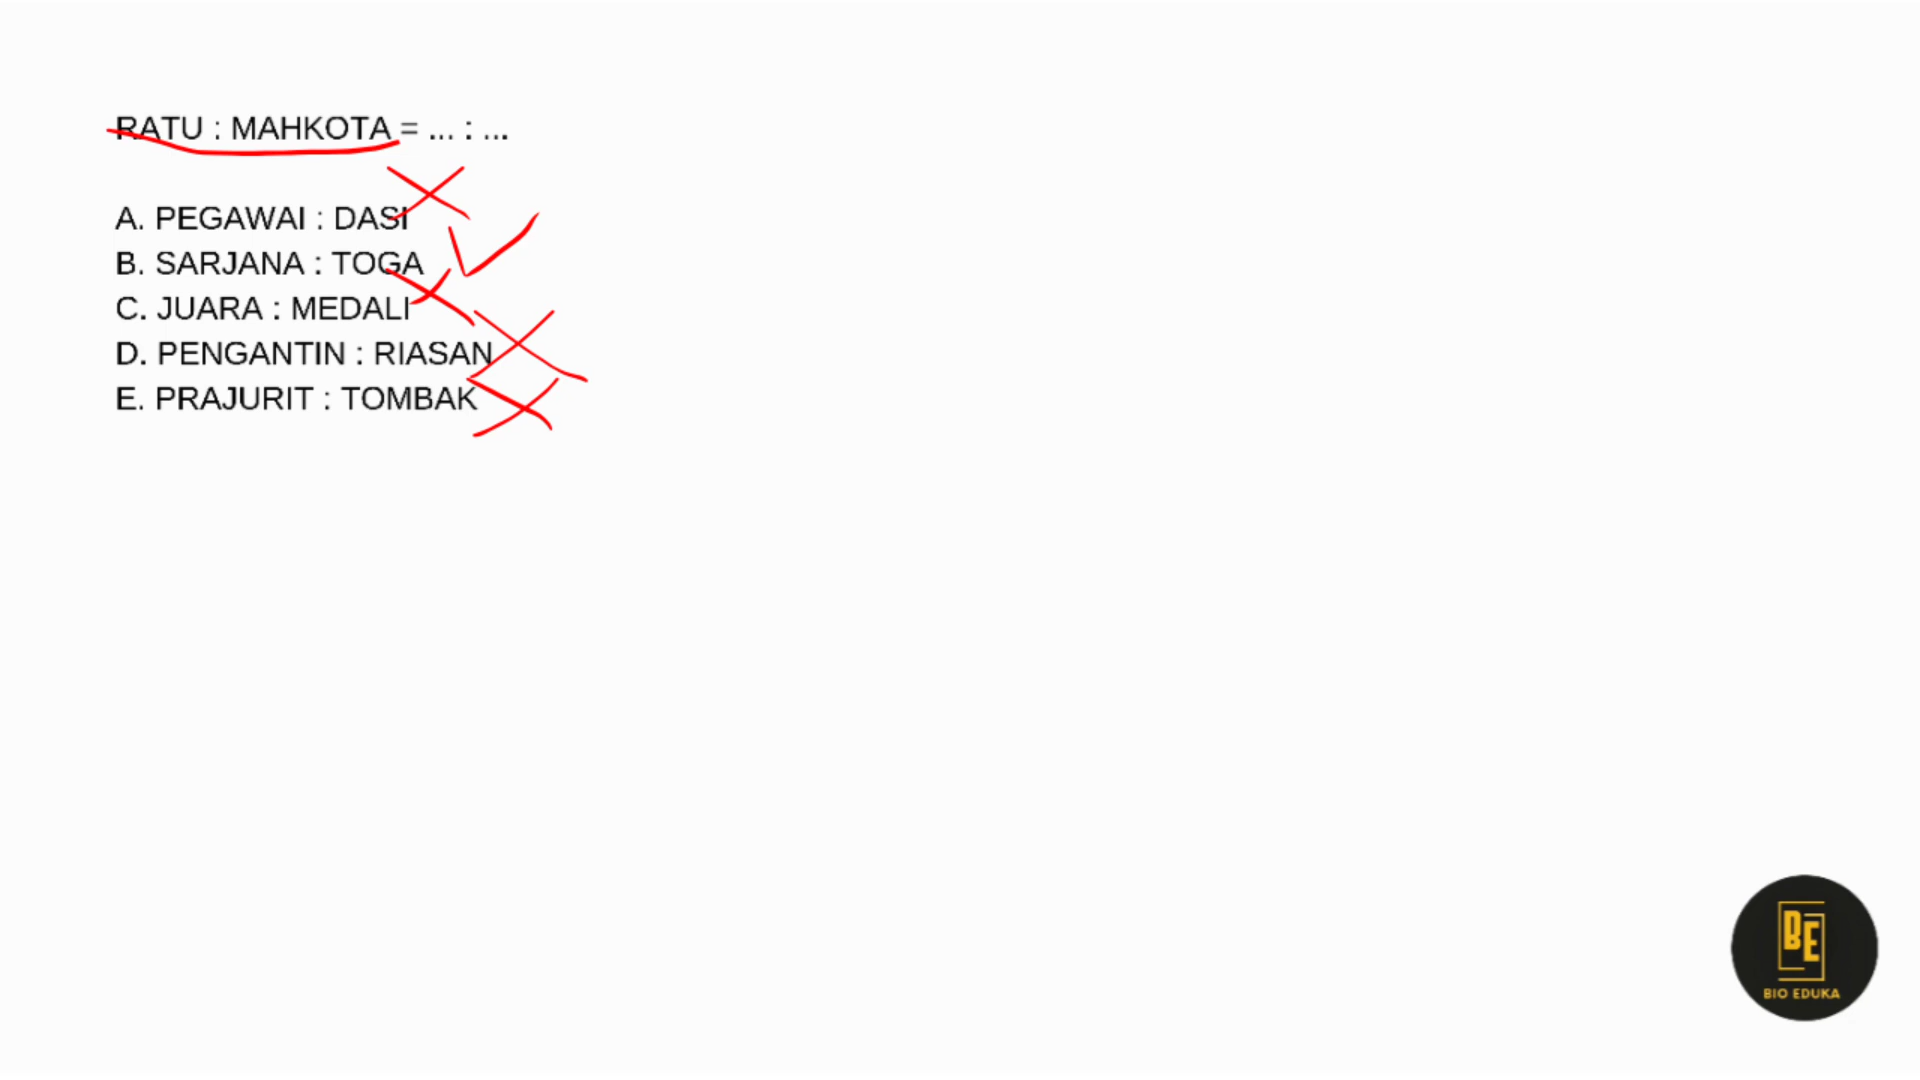 RATU : MAHKOTA = ... : ...
A. PEGAWAI : DASI
B. SARJANA : TOGA
C. JUARA : MEDALI
D. PENGANTIN : RIASAN
E. PRAJURIT : TOMBAK
BE
BIO EDUKA